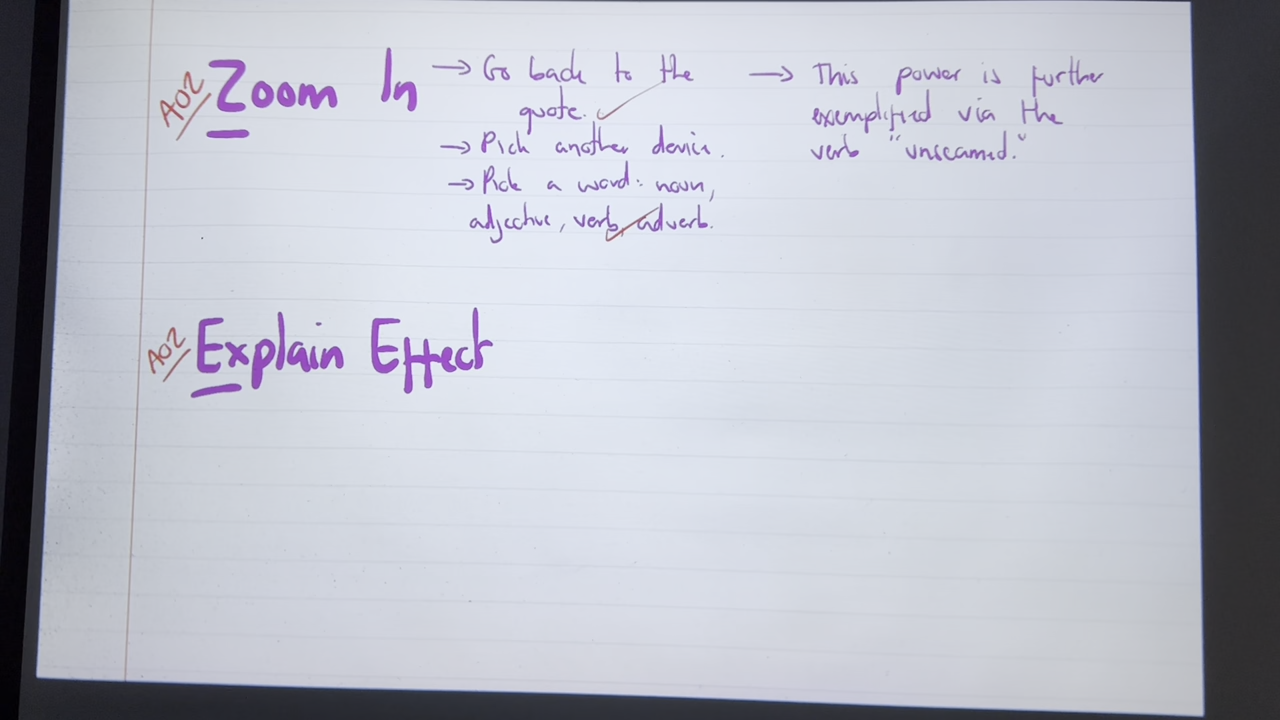 AO2 Zoom In
→ Go back to the
quote.
→ Pick another device.
→ Pick a word: noun,
adjective, verb, adverb.
→ This power is further
exemplified via the
verb "unseamed."
AO2 Explain Effect